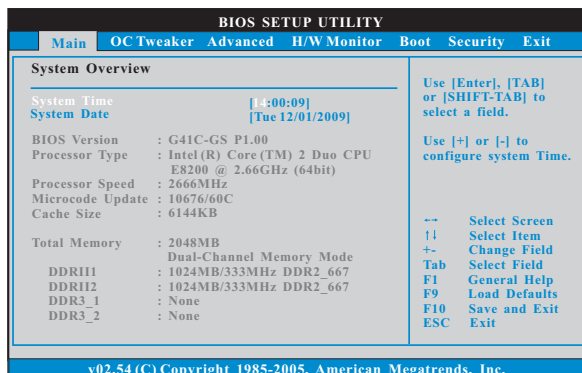 BIOS SETUP UTILITY
Main OC Tweaker Advanced H/W Monitor Boot Security Exit
System Overview
System Time [14:00:09]
System Date [Tue 12/01/2009]
BIOS Version : G41C-GS P1.00
Processor Type : Intel (R) Core (TM) 2 Duo CPU
E8200 @ 2.66GHz (64bit)
Processor Speed : 2666MHz
Microcode Update : 10676/60C
Cache Size : 6144KB
Total Memory : 2048MB
Dual-Channel Memory Mode
DDRII1 : 1024MB/333MHz DDR2_667
DDRII2 : 1024MB/333MHz DDR2_667
DDR3_1 : None
DDR3_2 : None
Use [Enter], [TAB]
or [SHIFT-TAB] to
select a field.
Use [+] or [-] to
configure system Time.
←→ Select Screen
↑↓ Select Item
+- Change Field
Tab Select Field
F1 General Help
F9 Load Defaults
F10 Save and Exit
ESC Exit
v02.54 (C) Copyright 1985-2005, American Megatrends, Inc.